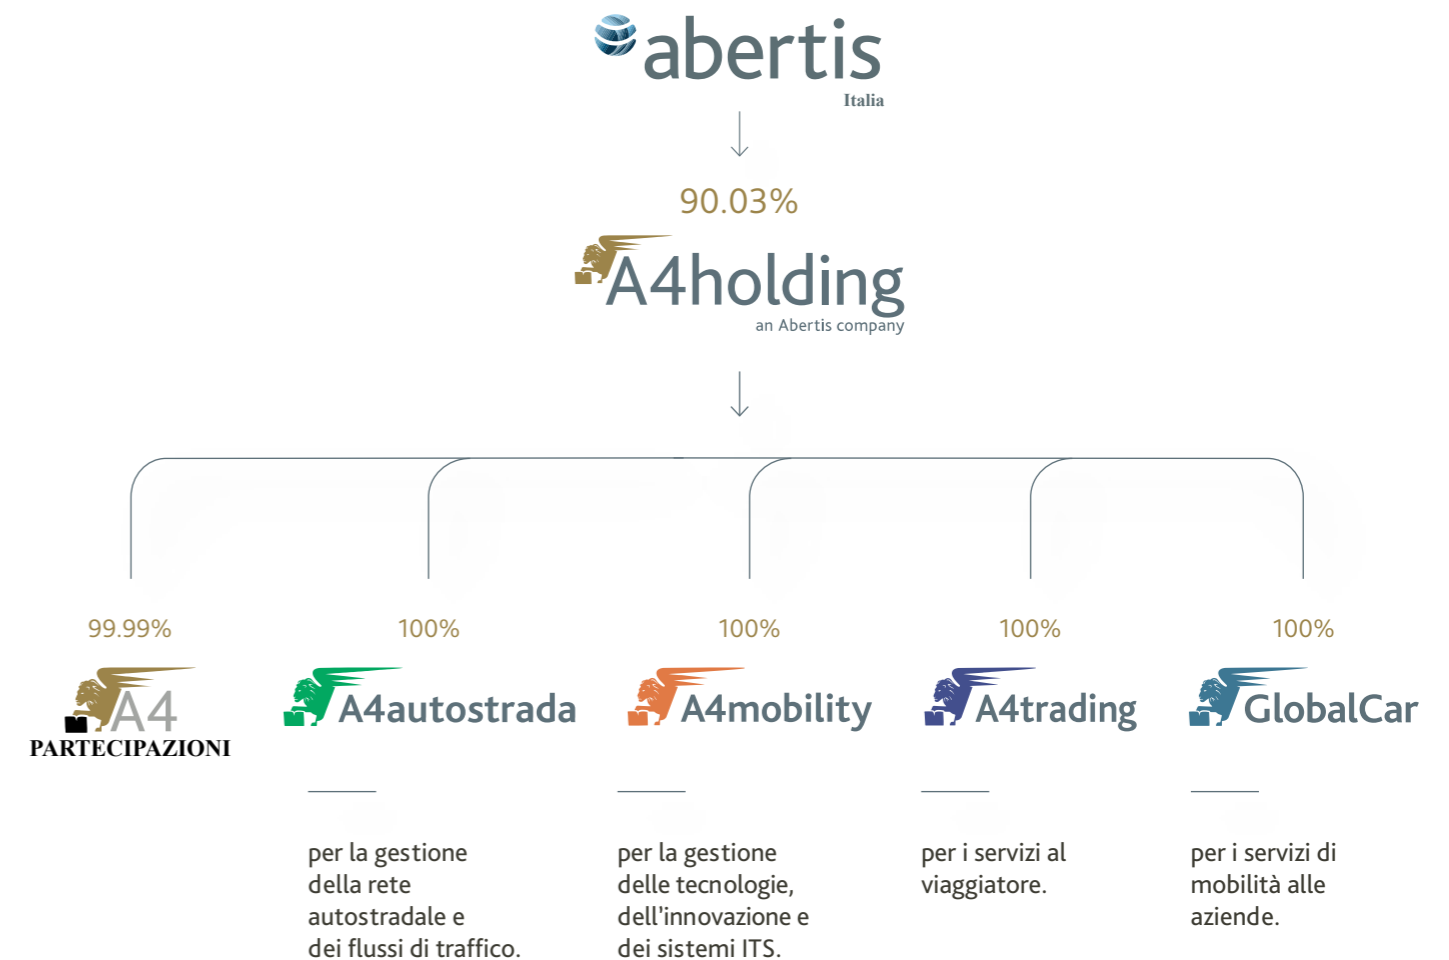 abertis
Italia
90.03%
A4holding
an Abertis company
99.99%
100%
100%
100%
100%
A4
PARTECIPAZIONI
A4autostrada
A4mobility
A4trading
GlobalCar
per la gestione
della rete
autostradale e
dei flussi di traffico.
per la gestione
delle tecnologie,
dell'innovazione e
dei sistemi ITS.
per i servizi al
viaggiatore.
per i servizi di
mobilità alle
aziende.